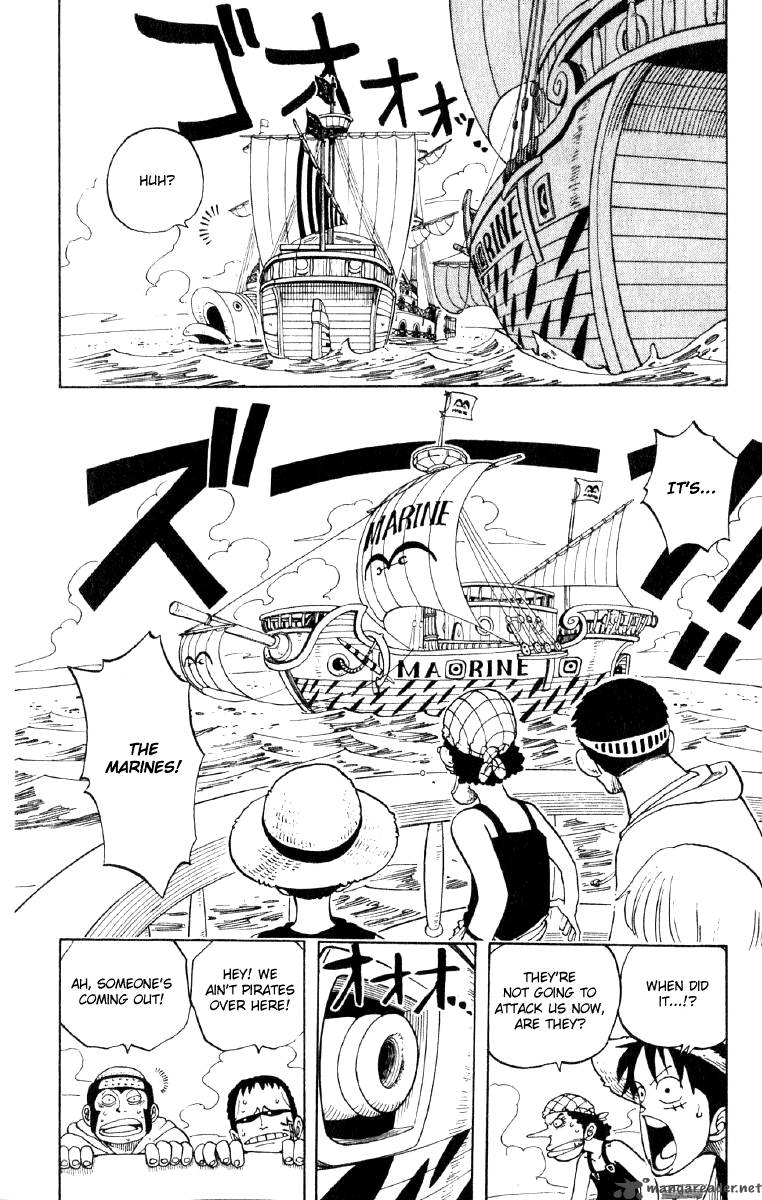 ゴオオオ…
HUH?
MARINE
ズーン!!
IT'S...
MARINE
MARINE
THE
MARINES!
WHEN DID
IT...!?
THEY'RE
NOT GOING TO
ATTACK US NOW,
ARE THEY?
オオオ…
HEY! WE
AIN'T PIRATES
OVER HERE!
AH, SOMEONE'S
COMING OUT!
mangareader.net